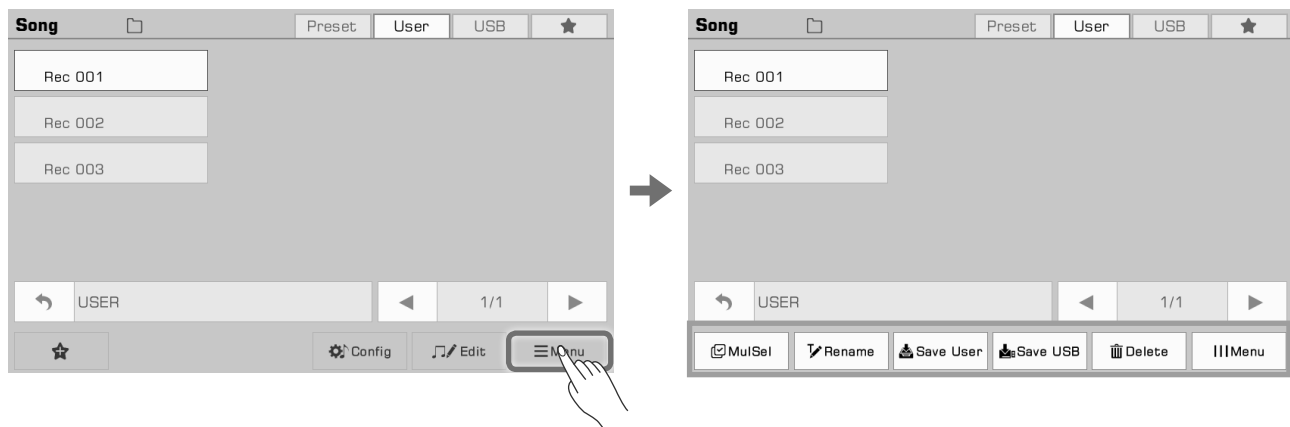 Song Preset User USB
Rec 001
Rec 002
Rec 003
USER 1/1
Config Edit Menu
Song Preset User USB
Rec 001
Rec 002
Rec 003
USER 1/1
MulSel Rename Save User Save USB Delete Menu